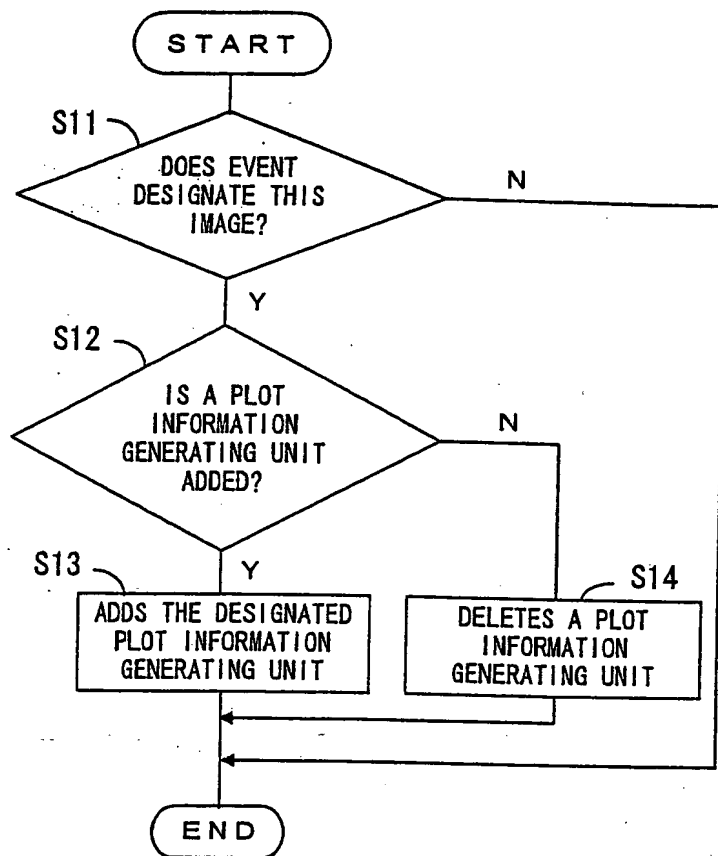 START
S11
DOES EVENT
DESIGNATE THIS
IMAGE?
N
Y
S12
IS A PLOT
INFORMATION
GENERATING UNIT
ADDED?
N
Y
S13
ADDS THE DESIGNATED
PLOT INFORMATION
GENERATING UNIT
S14
DELETES A PLOT
INFORMATION
GENERATING UNIT
END